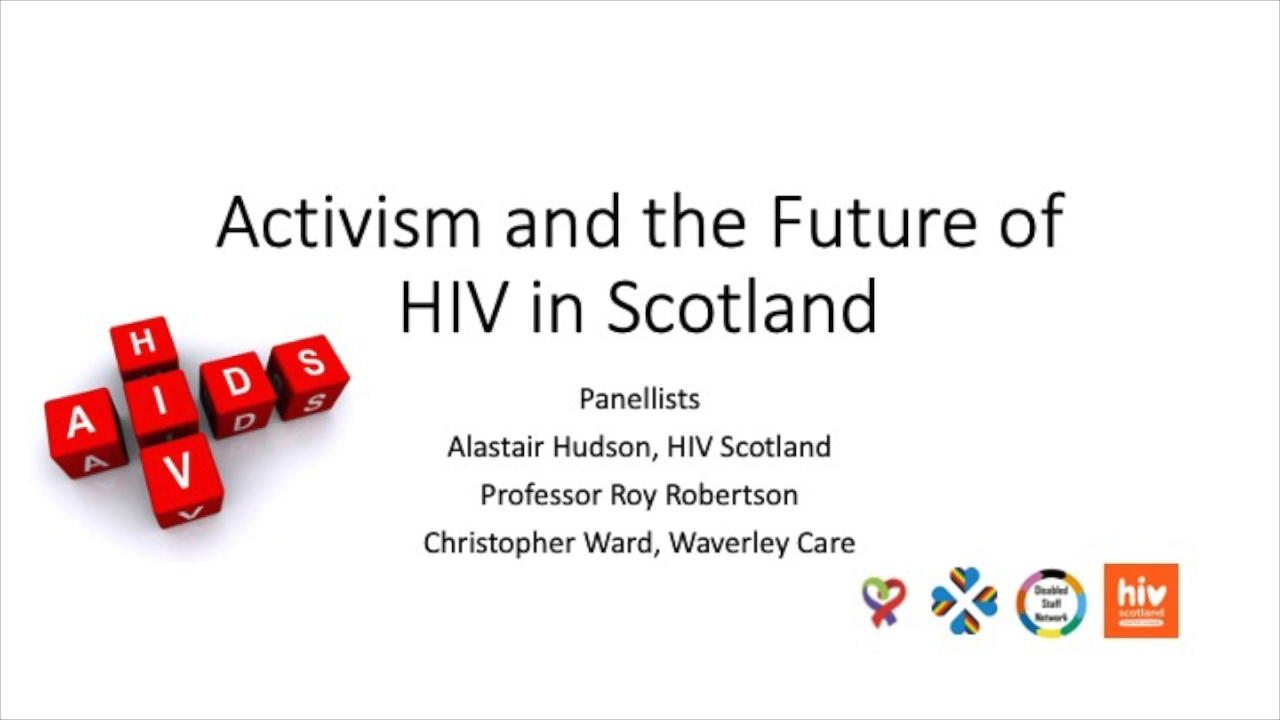 Activism and the Future of
HIV in Scotland
H
A I D S
A D S
V
V
Panellists
Alastair Hudson, HIV Scotland
Professor Roy Robertson
Christopher Ward, Waverley Care
Disabled
Staff
Network
hiv
scotland